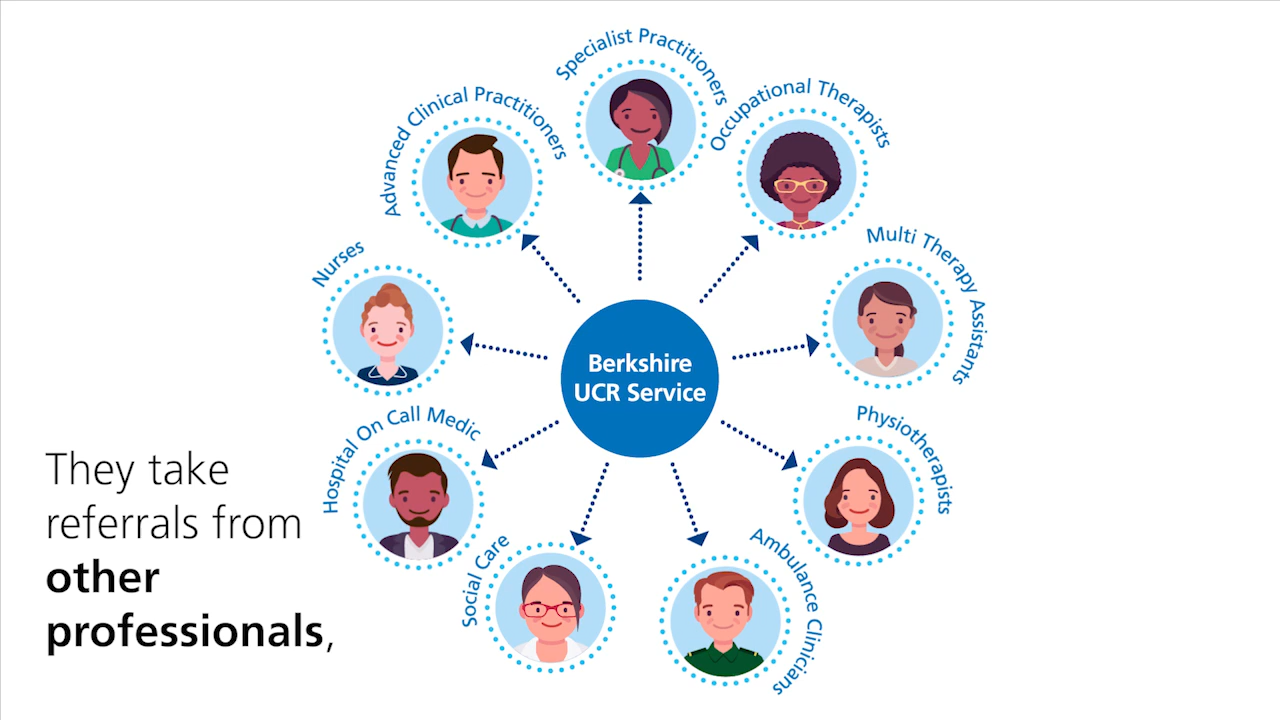 Specialist Practitioners
Occupational Therapists
Advanced Clinical Practitioners
Multi Therapy Assistants
Nurses
Berkshire
UCR Service
Hospital On Call Medic
Physiotherapists
Social Care
Ambulance Clinicians
They take
referrals from
other
professionals,